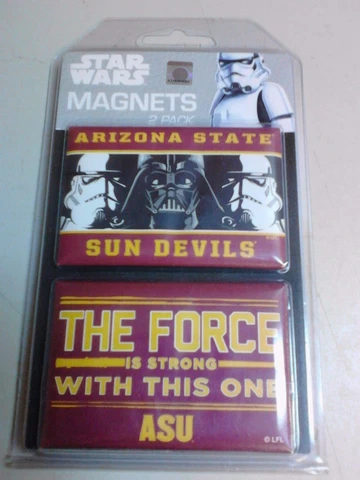 STAR
WARS
MAGNETS
2 PACK
ARIZONA STATE
SUN DEVILS
THE FORCE
IS STRONG
WITH THIS ONE
ASU
© LFL